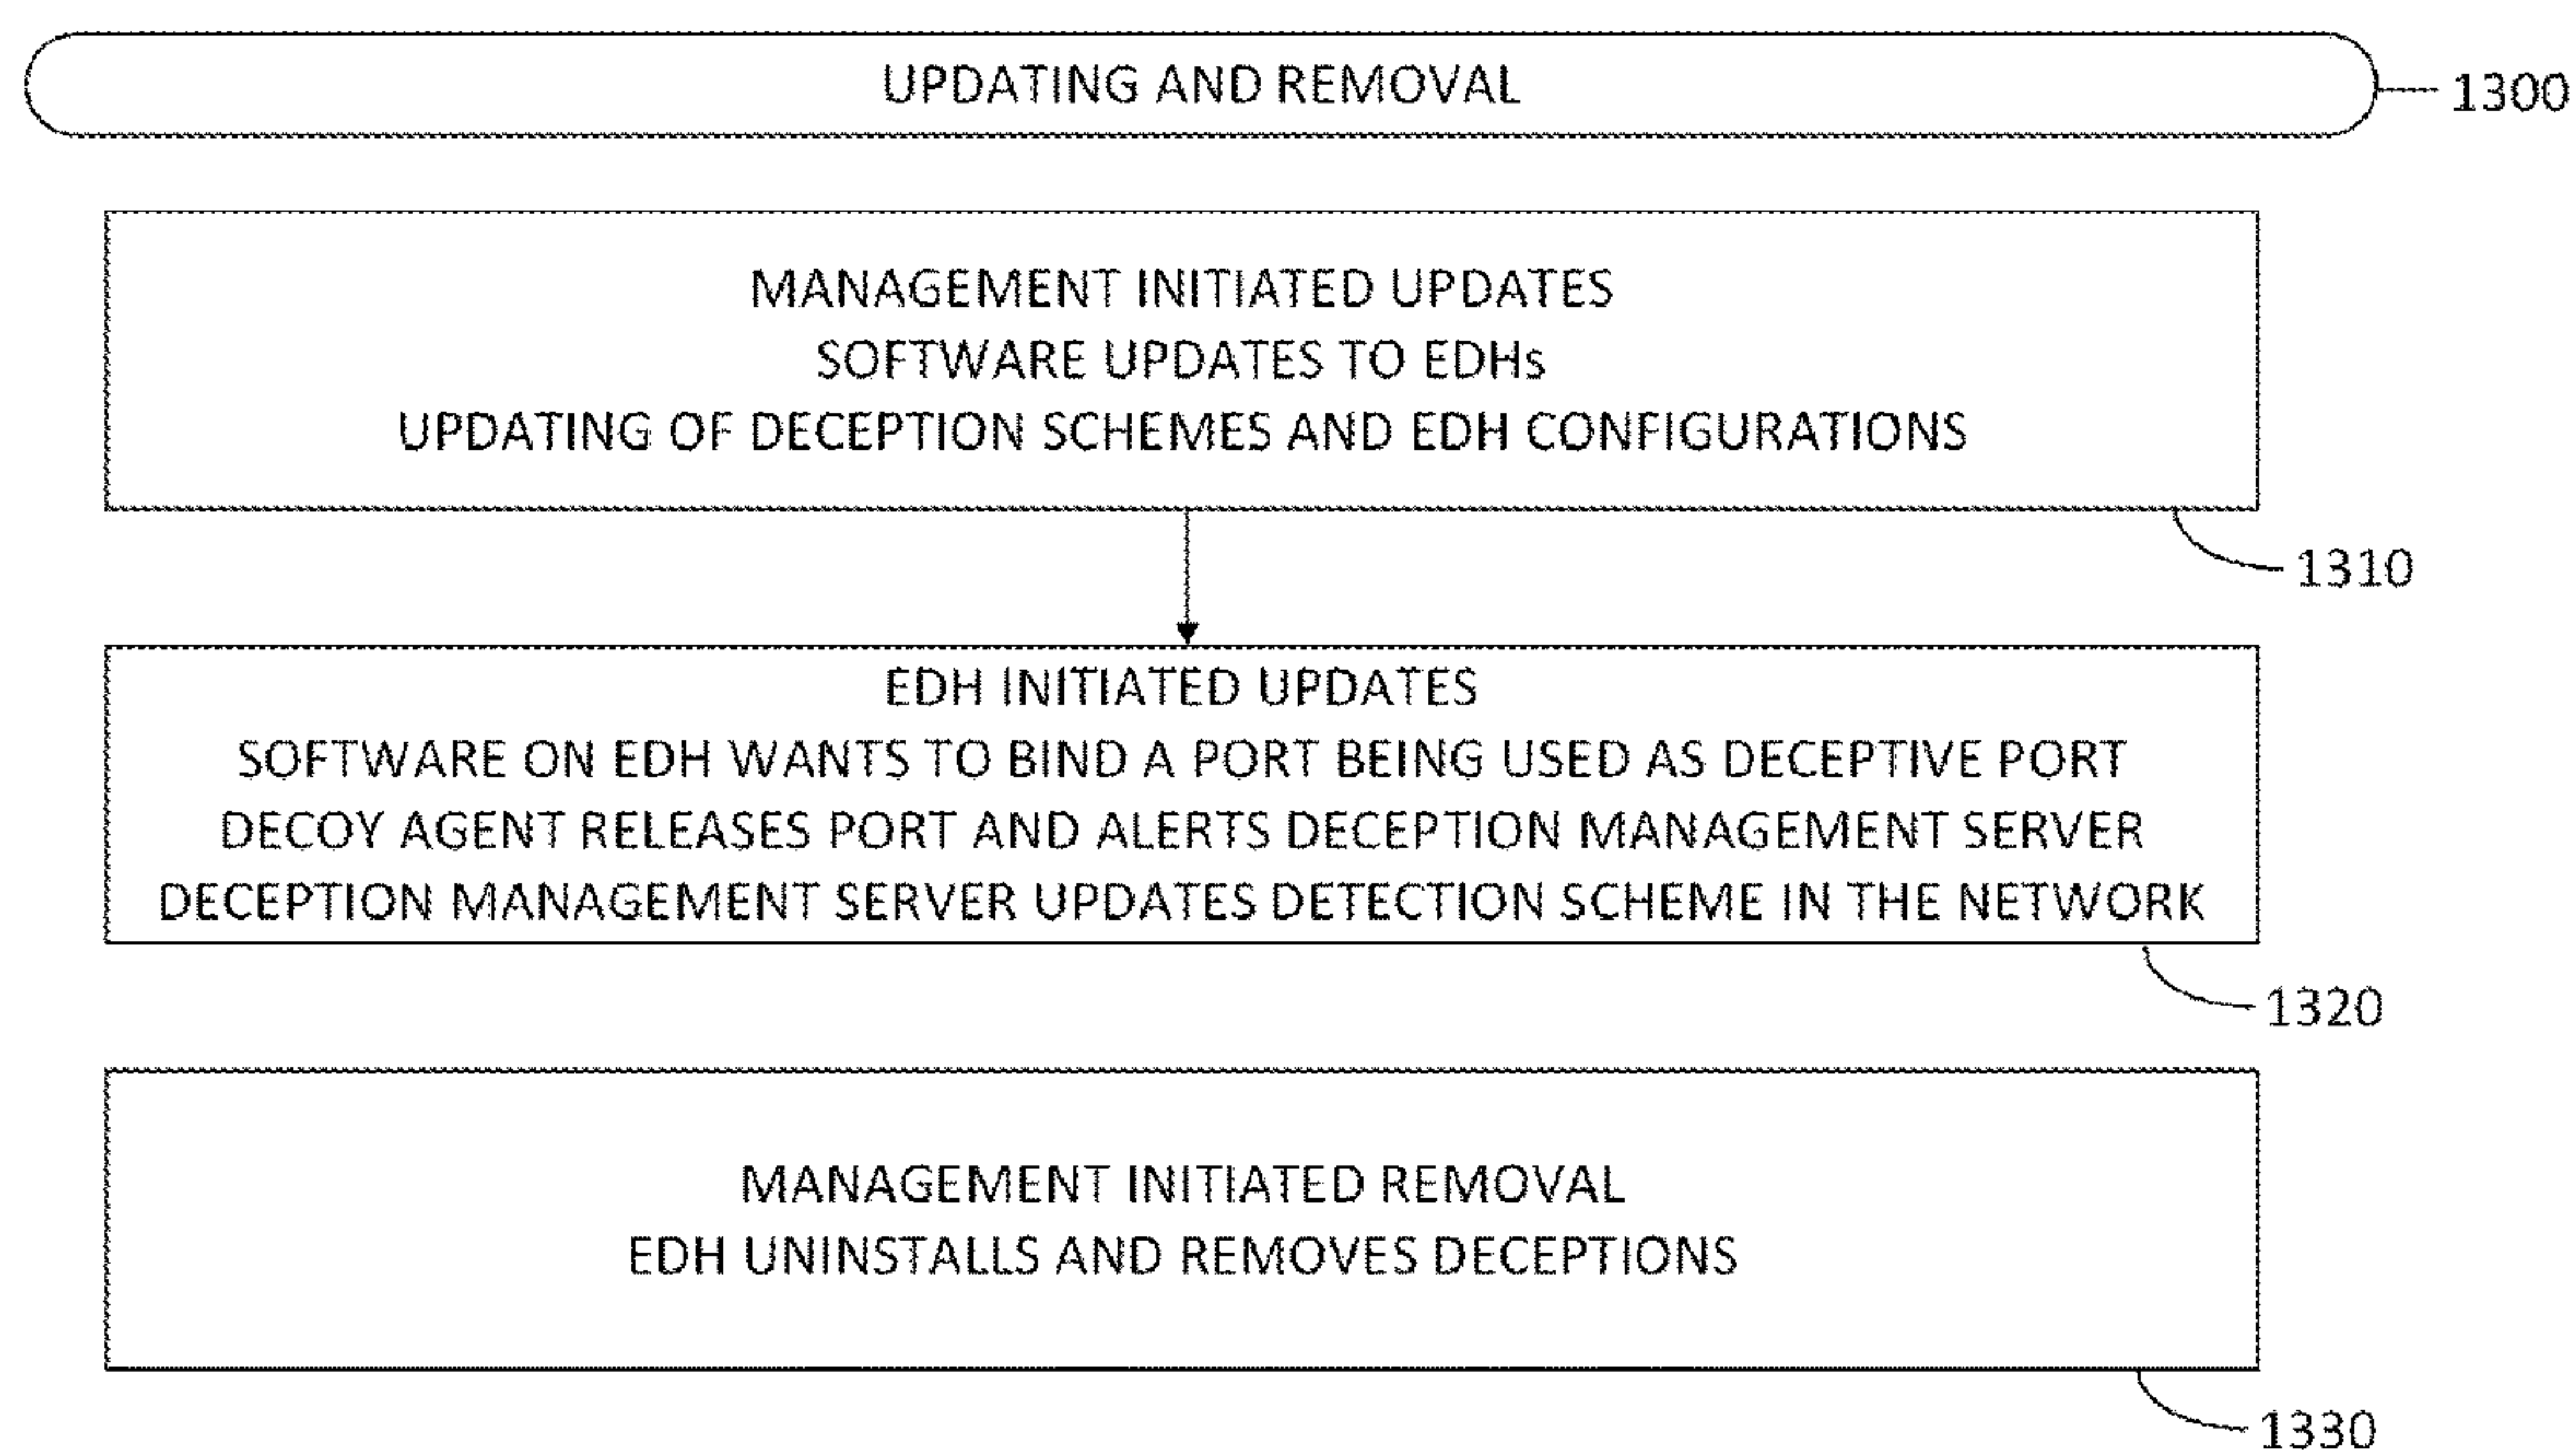 UPDATING AND REMOVAL
1300
MANAGEMENT INITIATED UPDATES
SOFTWARE UPDATES TO EDHs
UPDATING OF DECEPTION SCHEMES AND EDH CONFIGURATIONS
1310
EDH INITIATED UPDATES
SOFTWARE ON EDH WANTS TO BIND A PORT BEING USED AS DECEPTIVE PORT
DECOY AGENT RELEASES PORT AND ALERTS DECEPTION MANAGEMENT SERVER
DECEPTION MANAGEMENT SERVER UPDATES DETECTION SCHEME IN THE NETWORK
1320
MANAGEMENT INITIATED REMOVAL
EDH UNINSTALLS AND REMOVES DECEPTIONS
1330